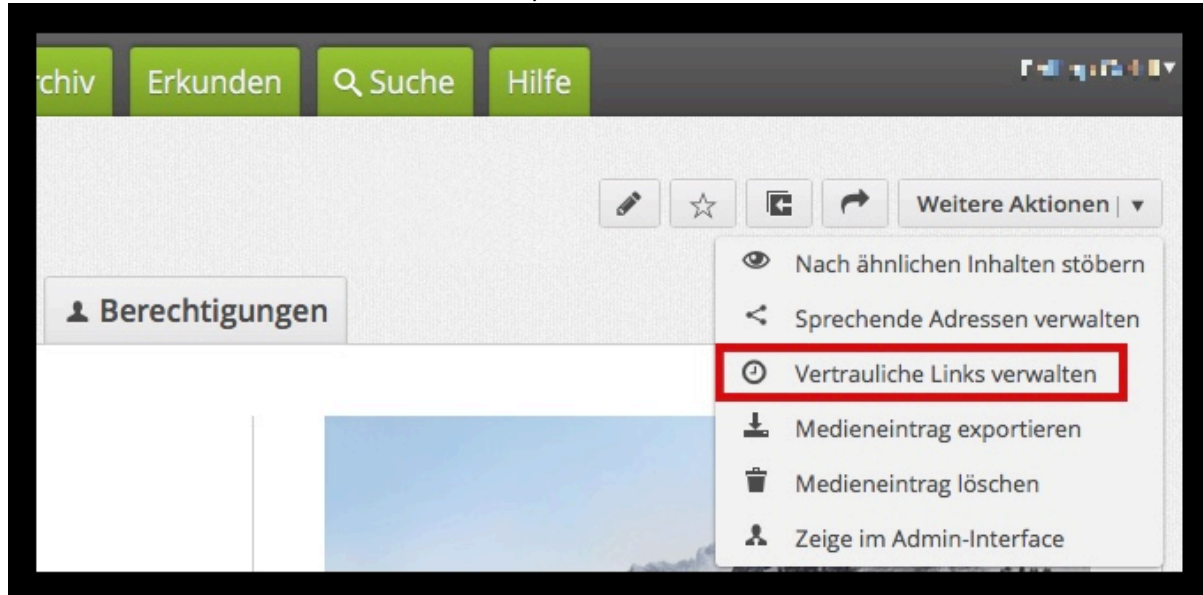 rchiv Erkunden Suche Hilfe
Weitere Aktionen
Berechtigungen
Nach ähnlichen Inhalten stöbern
Sprechende Adressen verwalten
Vertrauliche Links verwalten
Medieneintrag exportieren
Medieneintrag löschen
Zeige im Admin-Interface